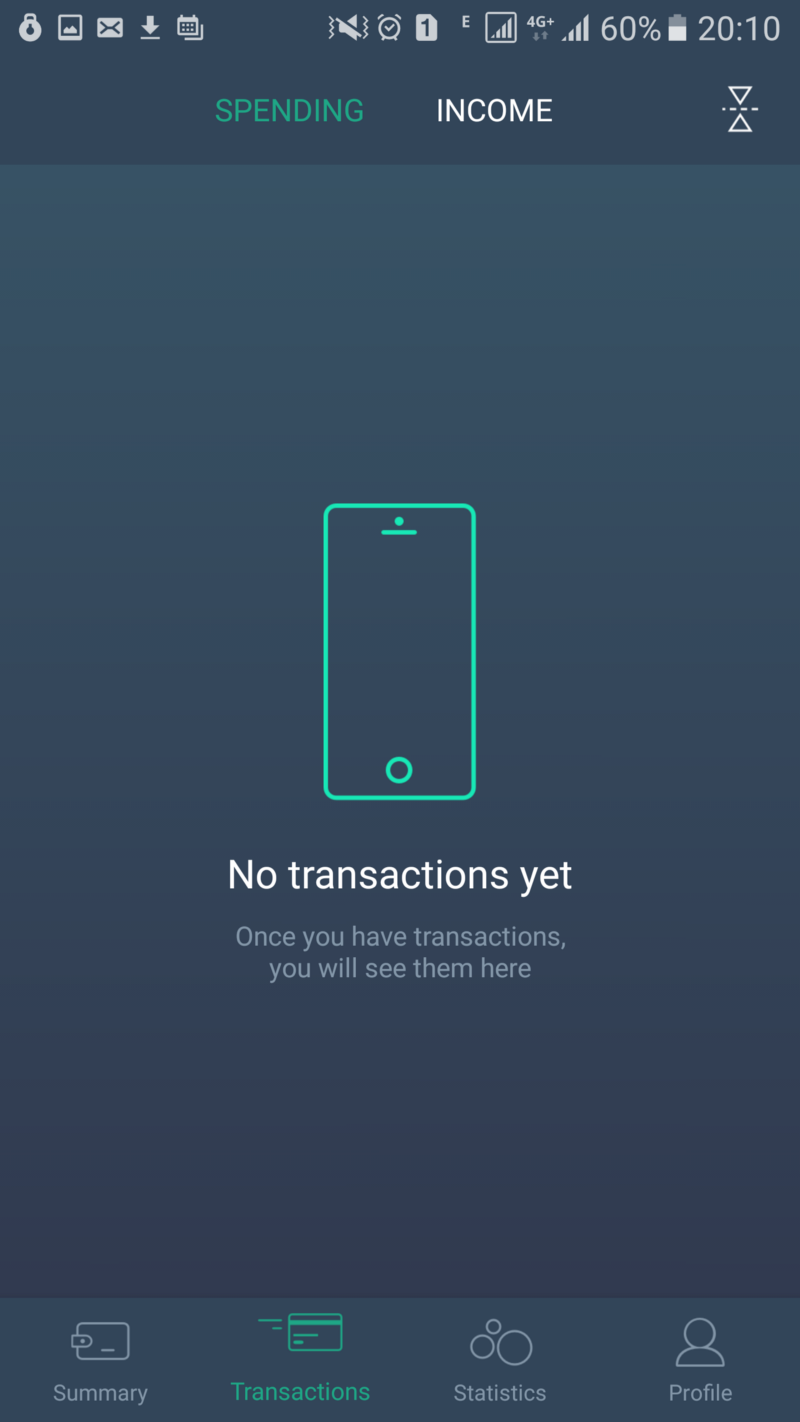 1 E 4G+ 60% 20:10
SPENDING INCOME
No transactions yet
Once you have transactions,
you will see them here
Summary Transactions Statistics Profile